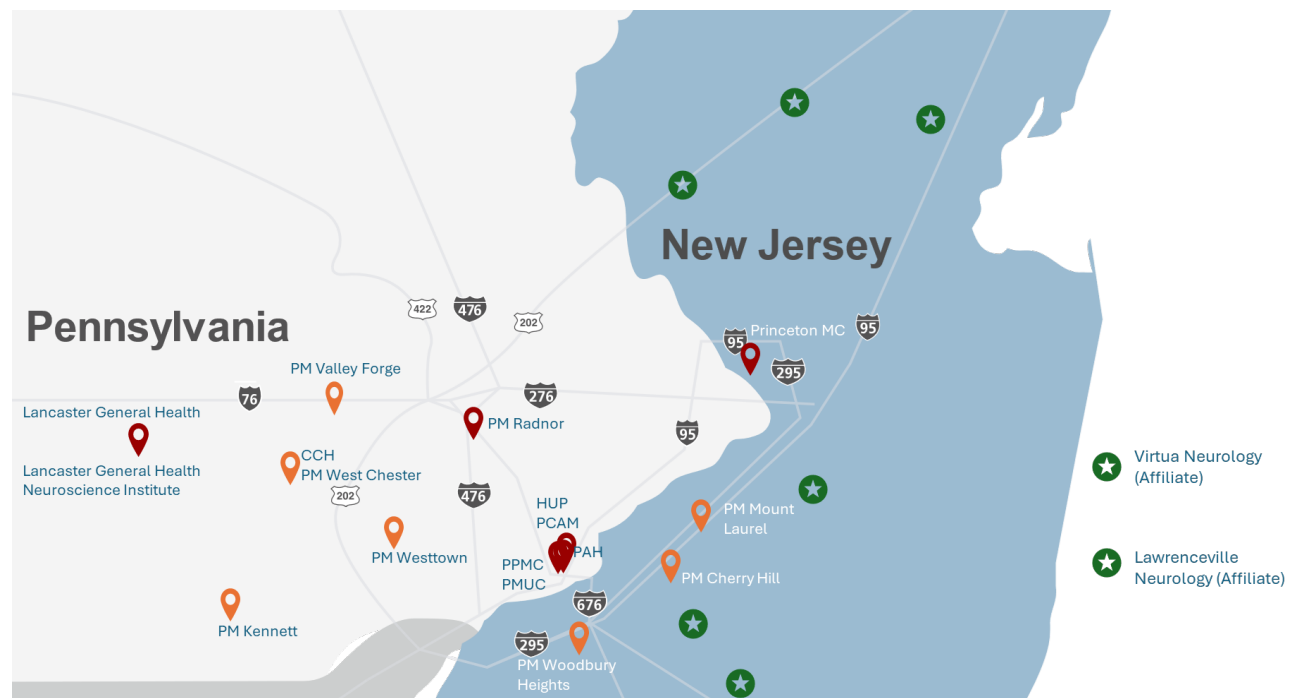 New Jersey
422
476
202
Pennsylvania
95
Princeton MC
95
295
PM Valley Forge
76
276
Lancaster General Health
PM Radnor
95
Lancaster General Health
Neuroscience Institute
CCH
PM West Chester
202
476
Virtua Neurology
(Affiliate)
HUP
PCAM
PM Mount
Laurel
PM Westtown
PAH
PPMC
PMUC
PM Cherry Hill
Lawrenceville
Neurology (Affiliate)
676
PM Kennett
295
PM Woodbury
Heights